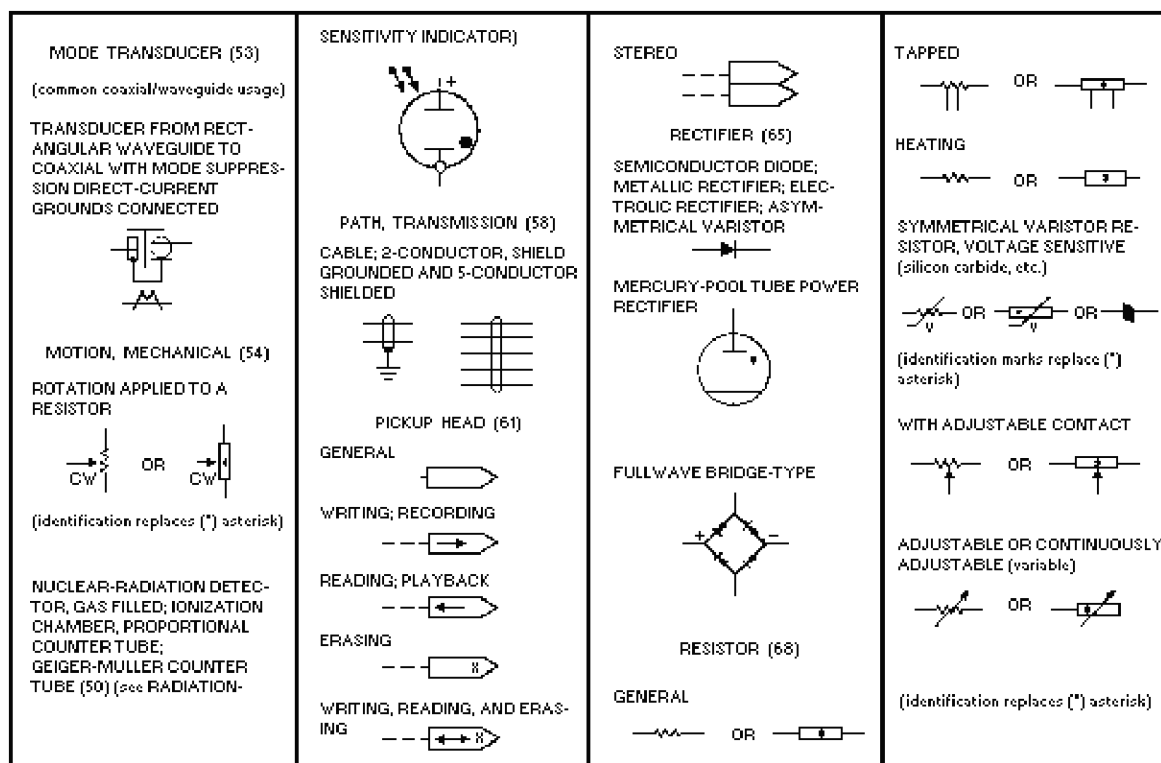 MODE TRANSDUCER (53)
(common coaxial/waveguide usage)
TRANSDUCER FROM RECT-
ANGULAR WAVEGUIDE TO
COAXIAL WITH MODE SUPPRES-
SION DIRECT-CURRENT
GROUNDS CONNECTED
MOTION, MECHANICAL (54)
ROTATION APPLIED TO A
RESISTOR
CW OR CW
(identification replaces (*) asterisk)
NUCLEAR-RADIATION DETEC-
TOR, GAS FILLED; IONIZATION
CHAMBER, PROPORTIONAL
COUNTER TUBE;
GEIGER-MULLER COUNTER
TUBE (50) (see RADIATION-
SENSITIVITY INDICATOR)
+
PATH, TRANSMISSION (58)
CABLE; 2-CONDUCTOR, SHIELD
GROUNDED AND 5-CONDUCTOR
SHIELDED
PICKUP HEAD (61)
GENERAL
WRITING; RECORDING
READING; PLAYBACK
ERASING
X
WRITING, READING, AND ERAS-
ING
X
STEREO
RECTIFIER (65)
SEMICONDUCTOR DIODE;
METALLIC RECTIFIER; ELEC-
TROLIC RECTIFIER; ASYM-
METRICAL VARISTOR
MERCURY-POOL TUBE POWER
RECTIFIER
FULLWAVE BRIDGE-TYPE
+ −
RESISTOR (68)
GENERAL
OR
TAPPED
OR
HEATING
OR
SYMMETRICAL VARISTOR RE-
SISTOR, VOLTAGE SENSITIVE
(silicon carbide, etc.)
OR OR
V V
(identification marks replace (*)
asterisk)
WITH ADJUSTABLE CONTACT
OR
ADJUSTABLE OR CONTINUOUSLY
ADJUSTABLE (variable)
OR
(identification replaces (*) asterisk)